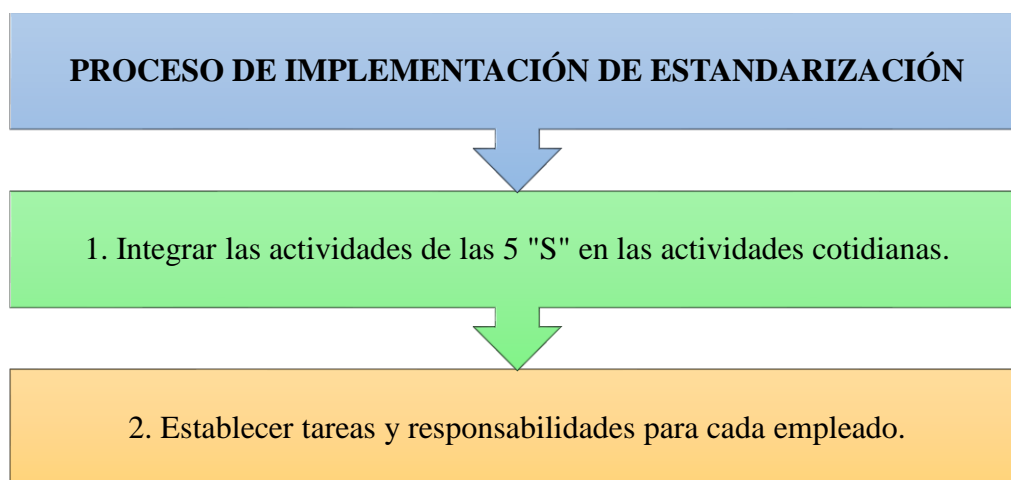 PROCESO DE IMPLEMENTACIÓN DE ESTANDARIZACIÓN
1. Integrar las actividades de las 5 "S" en las actividades cotidianas.
2. Establecer tareas y responsabilidades para cada empleado.